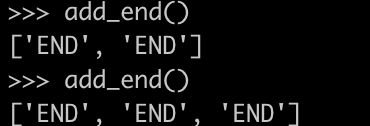 >>> add_end()
['END', 'END']
>>> add_end()
['END', 'END', 'END']